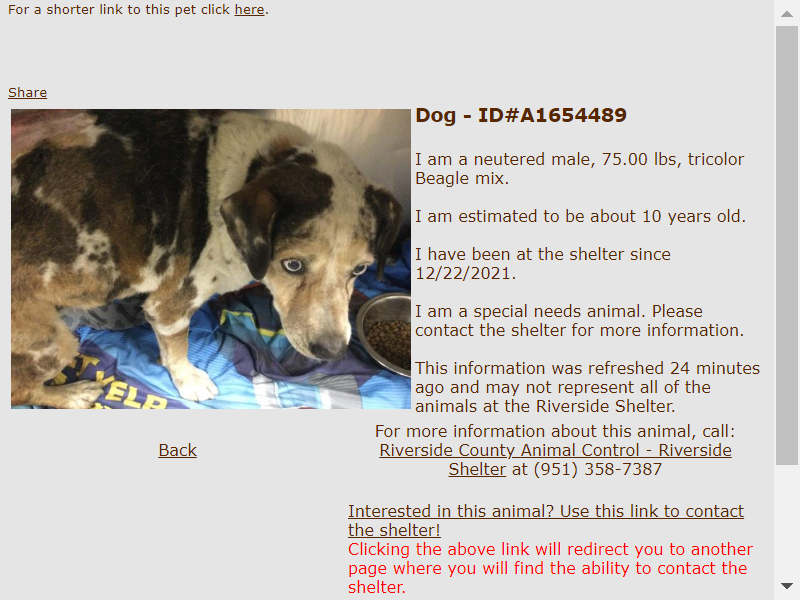 For a shorter link to this pet click here.
Share
Dog - ID#A1654489
I am a neutered male, 75.00 lbs, tricolor
Beagle mix.
I am estimated to be about 10 years old.
I have been at the shelter since
12/22/2021.
I am a special needs animal. Please
contact the shelter for more information.
This information was refreshed 24 minutes
ago and may not represent all of the
animals at the Riverside Shelter.
YELP
For more information about this animal, call:
Back
Riverside County Animal Control - Riverside
Shelter at (951) 358-7387
Interested in this animal? Use this link to contact
the shelter!
Clicking the above link will redirect you to another
page where you will find the ability to contact the
shelter.